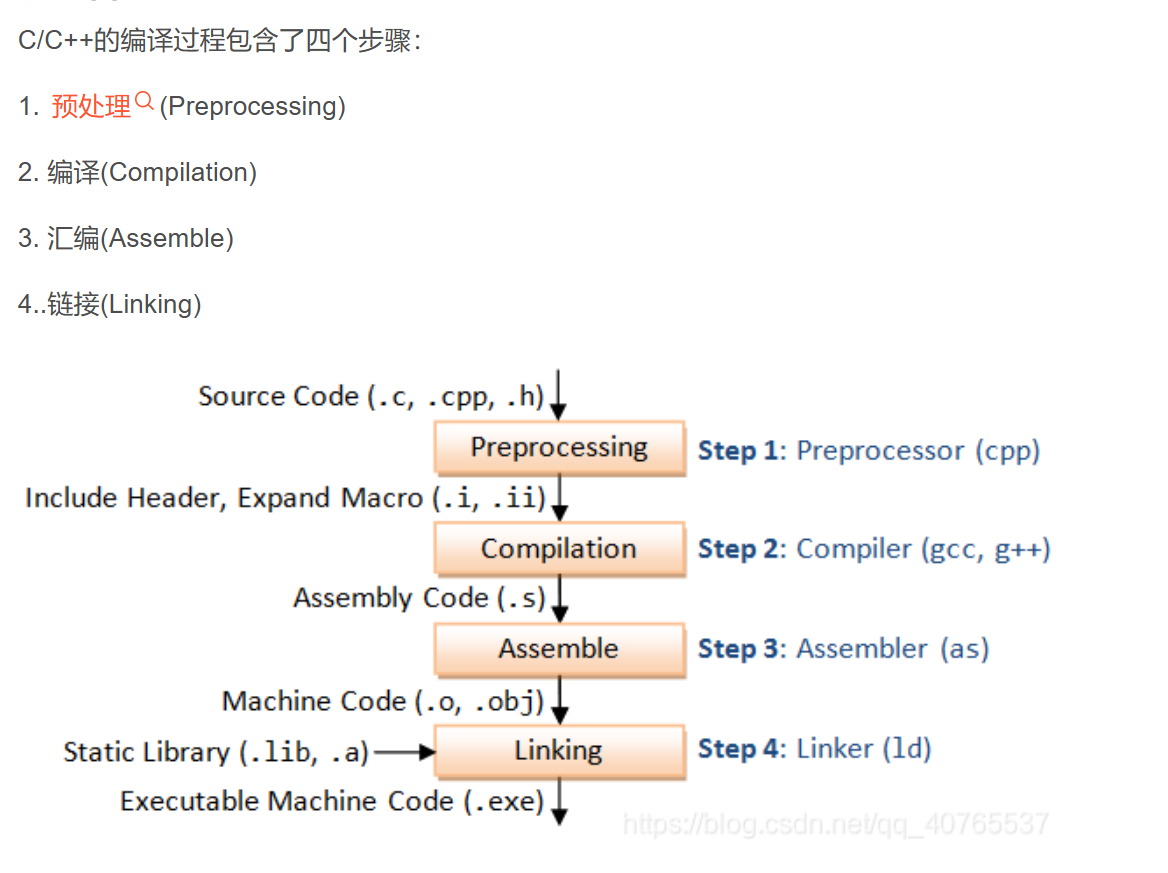 C/C++的编译过程包含了四个步骤：
1. 预处理(Preprocessing)
2. 编译(Compilation)
3. 汇编(Assemble)
4..链接(Linking)
Source Code (.c, .cpp, .h)
Preprocessing
Step 1: Preprocessor (cpp)
Include Header, Expand Macro (.i, .ii)
Compilation
Step 2: Compiler (gcc, g++)
Assembly Code (.s)
Assemble
Step 3: Assembler (as)
Machine Code (.o, .obj)
Static Library (.lib, .a)
Linking
Step 4: Linker (ld)
Executable Machine Code (.exe)
https://blog.csdn.net/qq_40765537